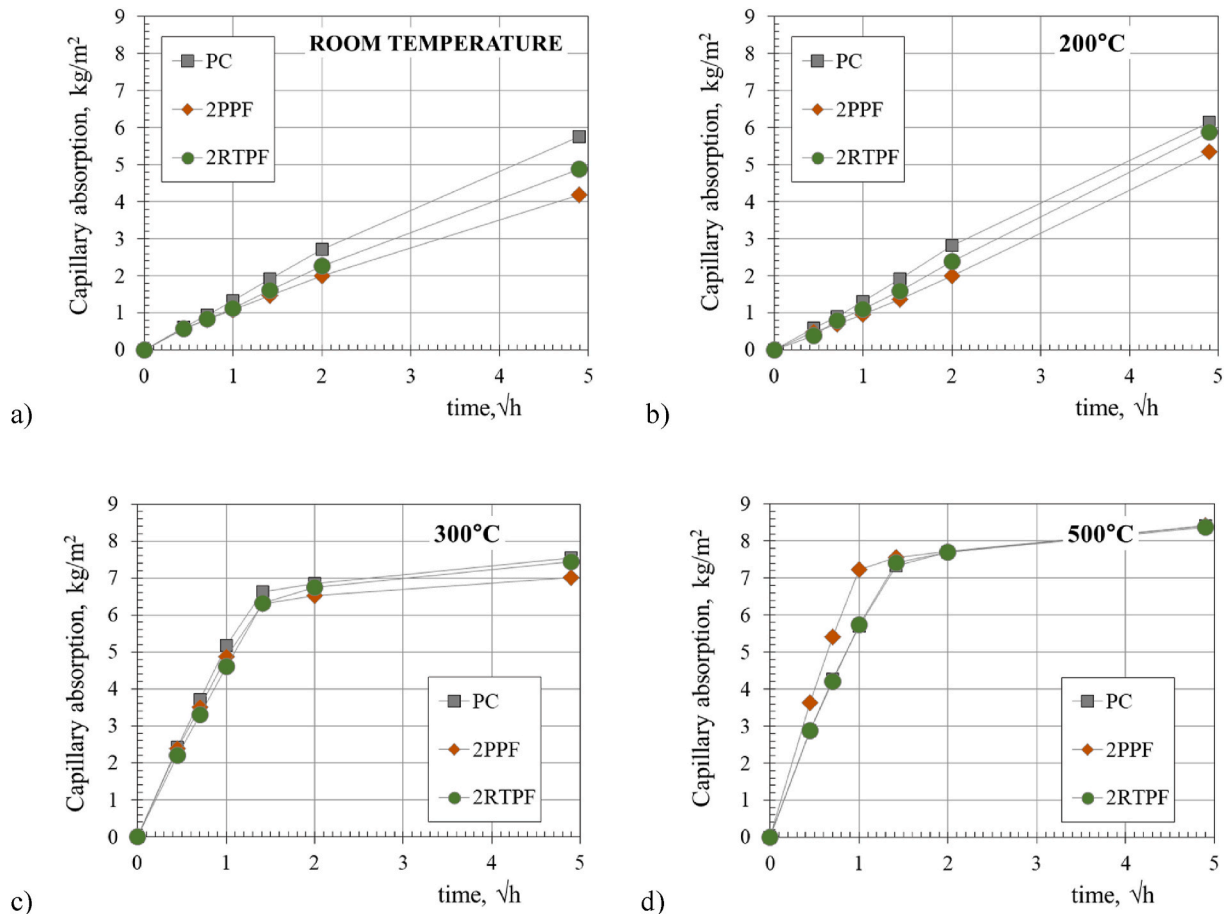 9
8
7
6
5
4
3
2
1
0
Capillary absorption, kg/m²
ROOM TEMPERATURE
PC
2PPF
2RTPF
0 1 2 3 4 5
time,√h
a)
9
8
7
6
5
4
3
2
1
0
Capillary absorption, kg/m²
200°C
PC
2PPF
2RTPF
0 1 2 3 4 5
time, √h
b)
9
8
7
6
5
4
3
2
1
0
Capillary absorption, kg/m²
300°C
PC
2PPF
2RTPF
0 1 2 3 4 5
time, √h
c)
9
8
7
6
5
4
3
2
1
0
Capillary absorption, kg/m²
500°C
PC
2PPF
2RTPF
0 1 2 3 4 5
time, √h
d)